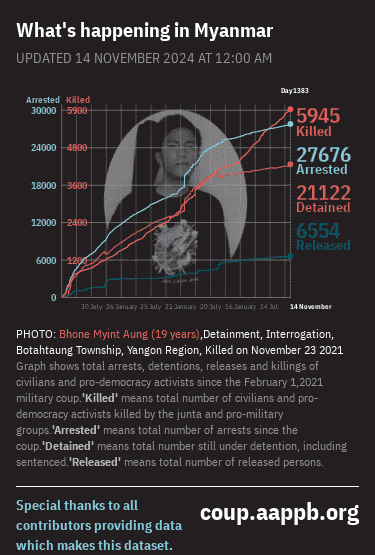 What's happening in Myanmar
UPDATED 14 NOVEMBER 2024 AT 12:00 AM
Day1383
Arrested Killed
30000 5900
24000 4800
18000 3600
12000 2400
6000 1200
0
5945
Killed
27676
Arrested
21122
Detained
6554
Released
30 July 26 January 25 July 21 January 20 July 16 January 14 July 14 November
PHOTO: Bhone Myint Aung (19 years),Detainment, Interrogation,
Botahtaung Township, Yangon Region, Killed on November 23 2021
Graph shows total arrests, detentions, releases and killings of
civilians and pro-democracy activists since the February 1,2021
military coup.'Killed' means total number of civilians and pro-
democracy activists killed by the junta and pro-military
groups.'Arrested' means total number of arrests since the
coup.'Detained' means total number still under detention, including
sentenced.'Released' means total number of released persons.
Special thanks to all
contributors providing data
which makes this dataset.
coup.aappb.org